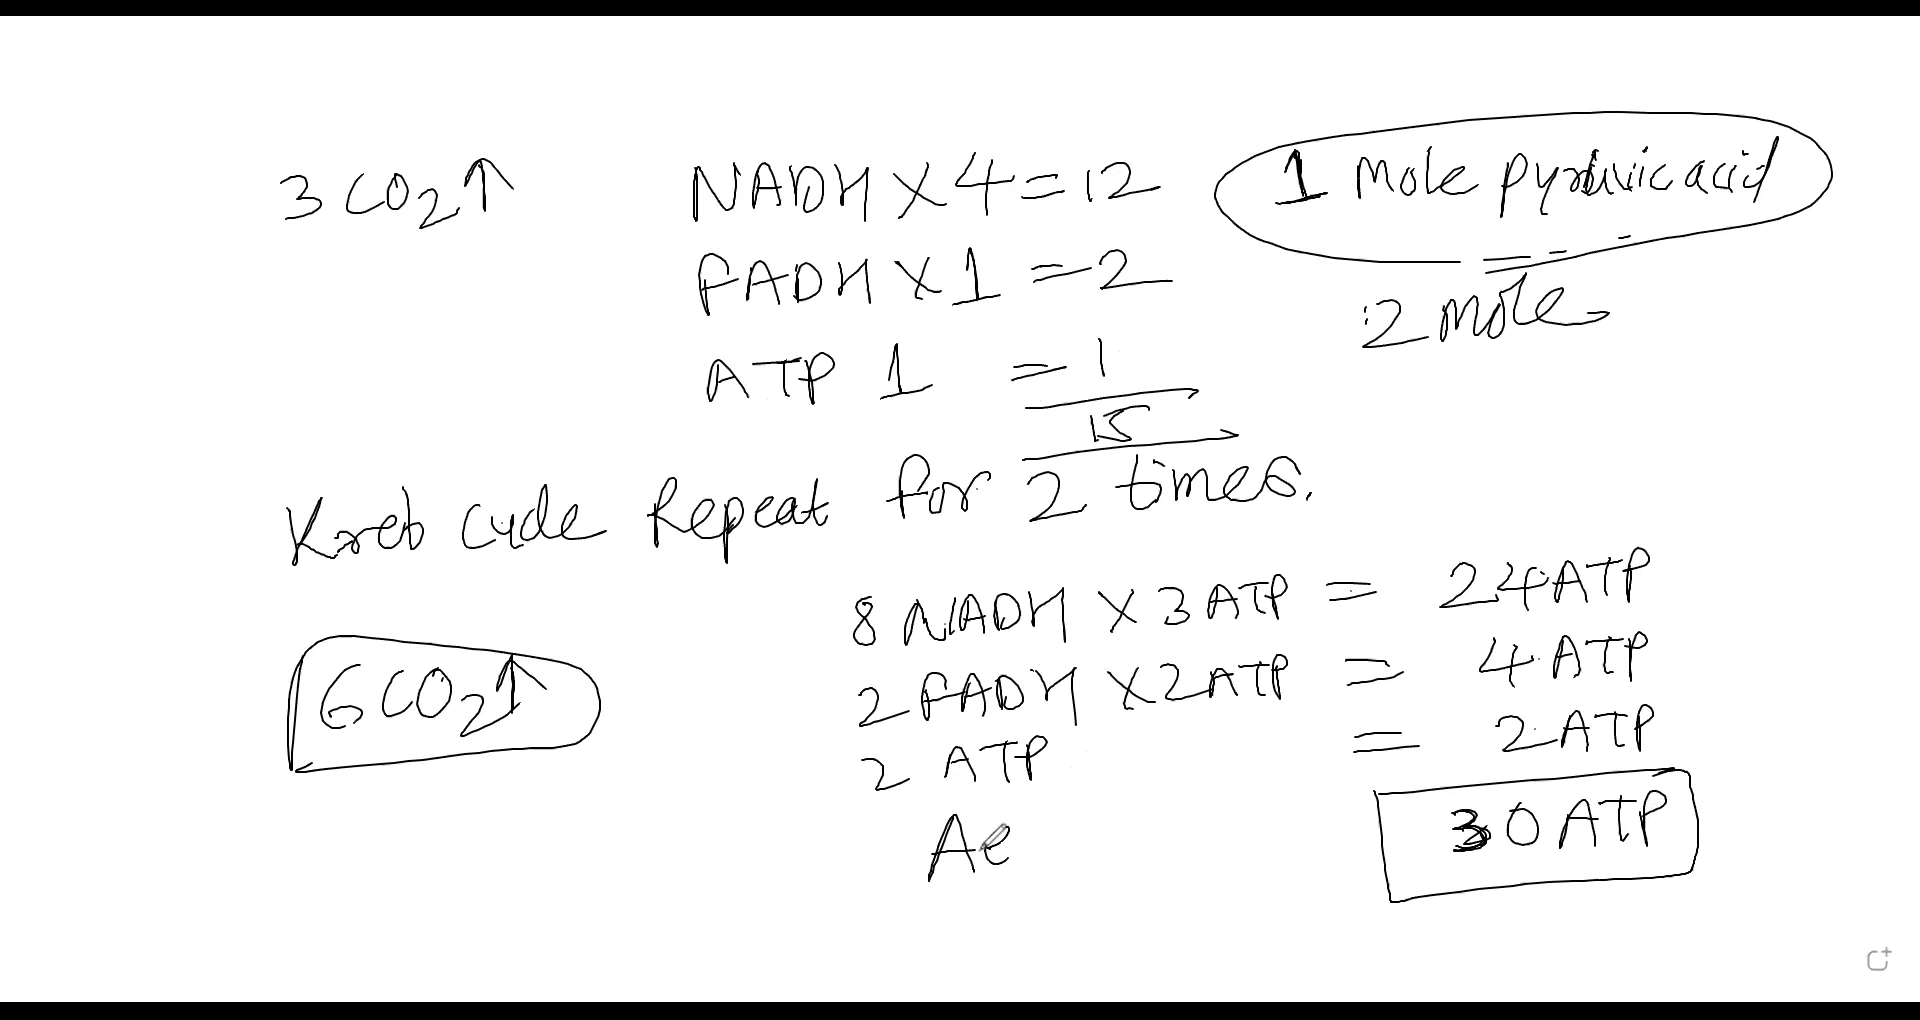 3 CO2↑ NADH X 4 = 12 1 Mole pyruvic acid
FADH X 1 = 2 2 mole
ATP 1 = 1
15
Kreb cycle Repeat for 2 times.
8 NADH X 3 ATP = 24 ATP
6CO2↑ 2 FADH X 2 ATP = 4 ATP
2 ATP = 2 ATP
Ae 30 ATP